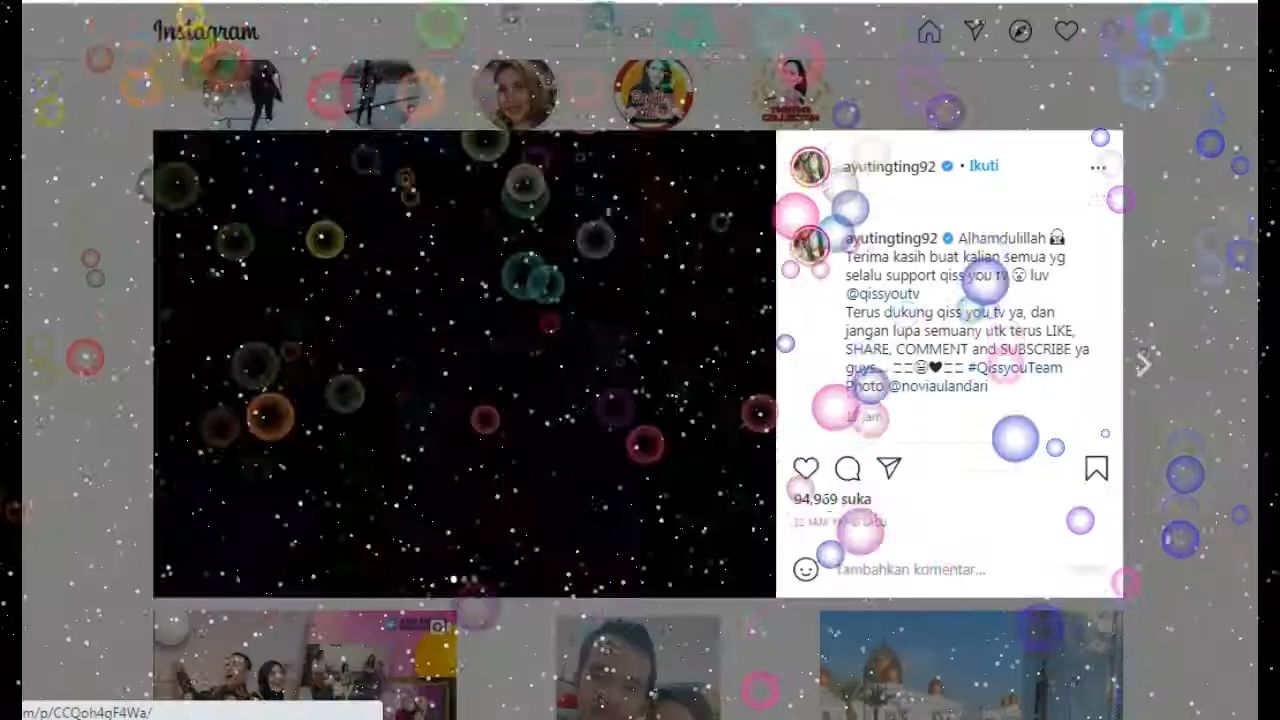 Instagram
cari
ayutingting92 • Ikuti
ayutingting92 Alhamdulillah
Terima kasih buat kalian semua yg
selalu support qiss you tv luv
@qissyoutv
Terus dukung qiss you tv ya, dan
jangan lupa semuany utk terus LIKE,
SHARE, COMMENT and SUBSCRIBE ya
guys... #QissyouTeam
Photo @noviaulandari
94,969 suka
Tambahkan komentar...
m/p/CCQoh4gF4Wa/